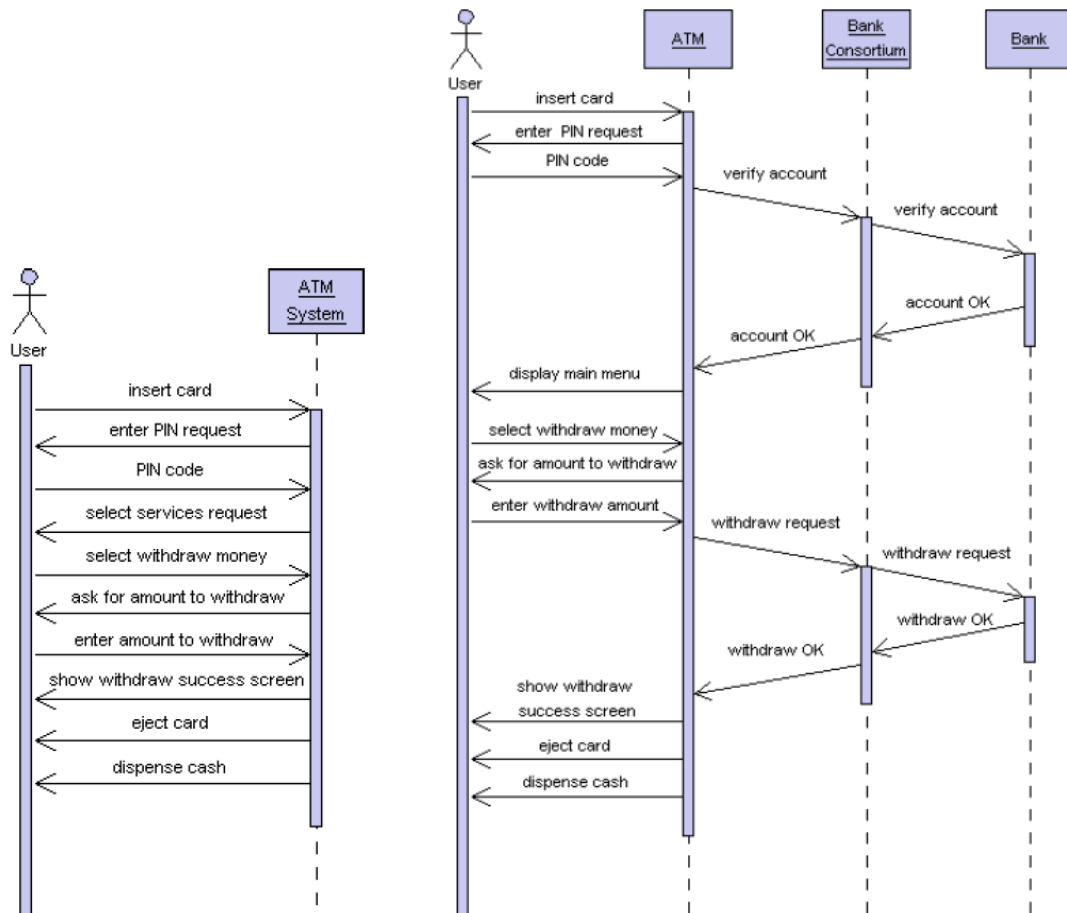 User
ATM
System
insert card
enter PIN request
PIN code
select services request
select withdraw money
ask for amount to withdraw
enter amount to withdraw
show withdraw success screen
eject card
dispense cash
User
ATM
Bank
Consortium
Bank
insert card
enter PIN request
PIN code
verify account
verify account
account OK
account OK
display main menu
select withdraw money
ask for amount to withdraw
enter withdraw amount
withdraw request
withdraw request
withdraw OK
withdraw OK
show withdraw
success screen
eject card
dispense cash